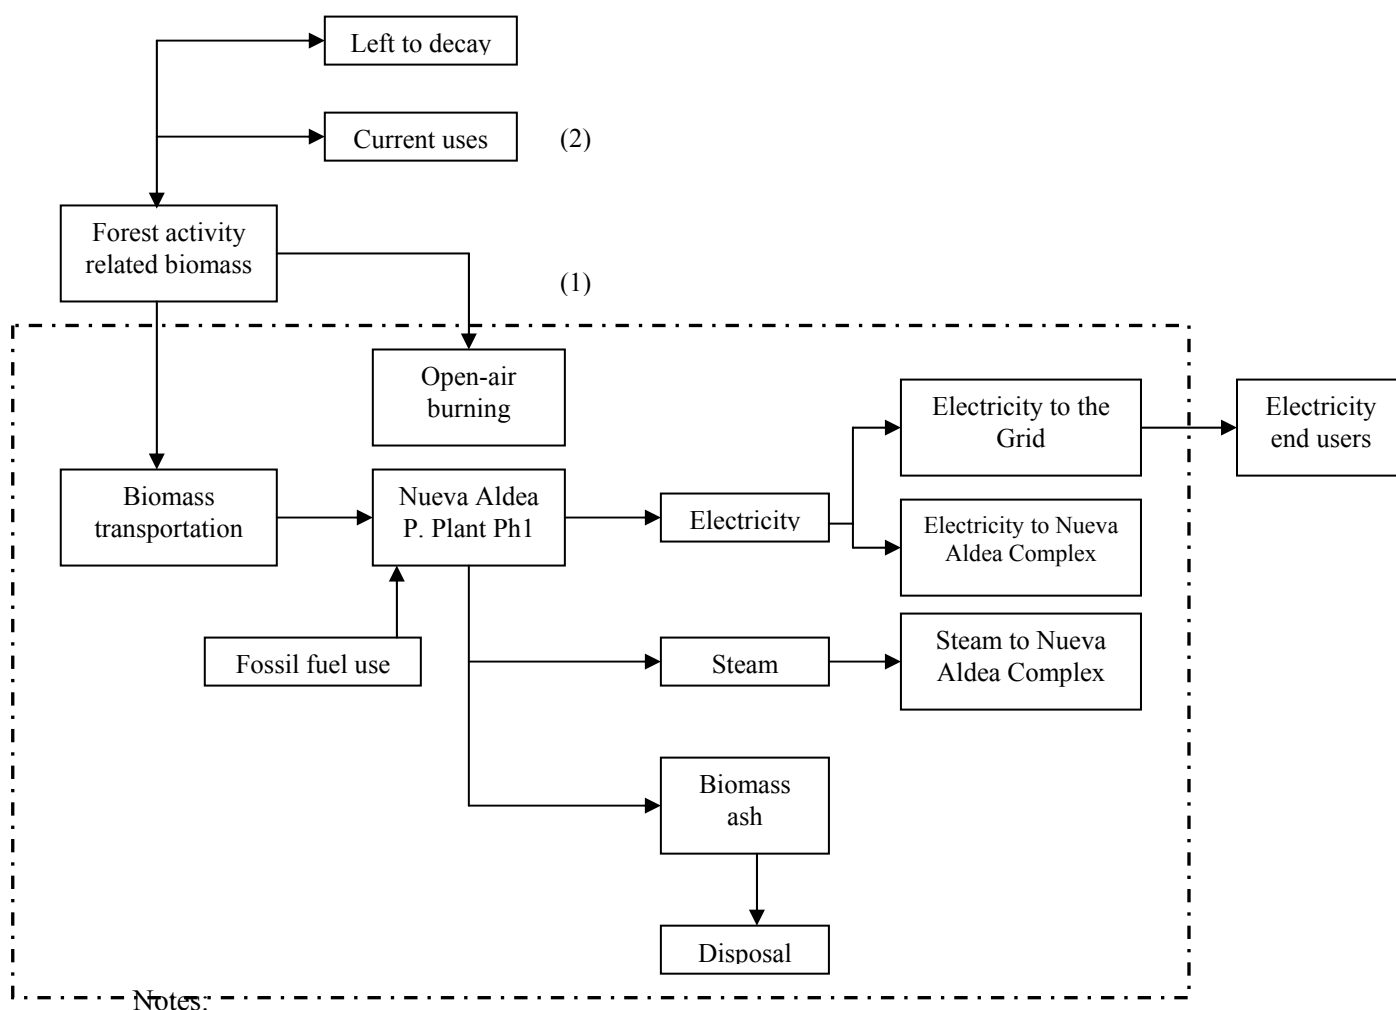 Left to decay
Current uses
(2)
Forest activity
related biomass
(1)
Open-air
burning
Electricity to the
Grid
Electricity
end users
Biomass
transportation
Nueva Aldea
P. Plant Ph1
Electricity
Electricity to Nueva
Aldea Complex
Fossil fuel use
Steam
Steam to Nueva
Aldea Complex
Biomass
ash
Disposal
Notes: